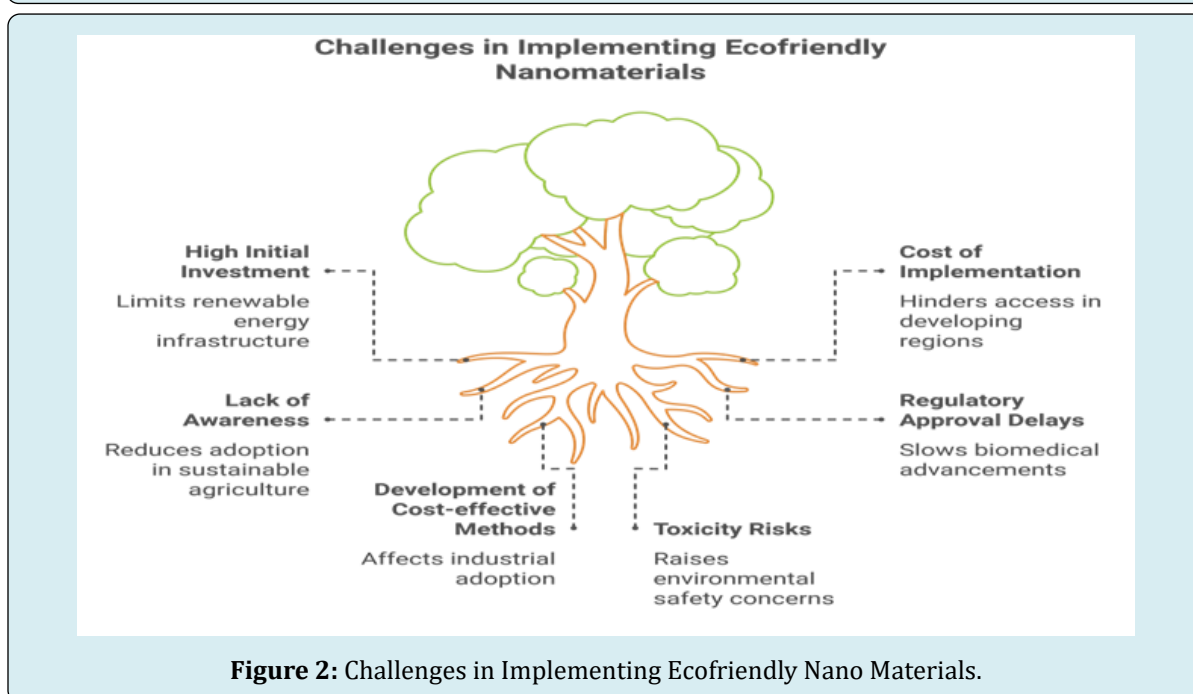 Challenges in Implementing Ecofriendly
Nanomaterials
High Initial
Investment
Limits renewable
energy
infrastructure
Lack of
Awareness
Reduces adoption
in sustainable
agriculture
Development of
Cost-effective
Methods
Affects industrial
adoption
Toxicity Risks
Raises
environmental
safety concerns
Cost of
Implementation
Hinders access in
developing
regions
Regulatory
Approval Delays
Slows biomedical
advancements
Figure 2: Challenges in Implementing Ecofriendly Nano Materials.